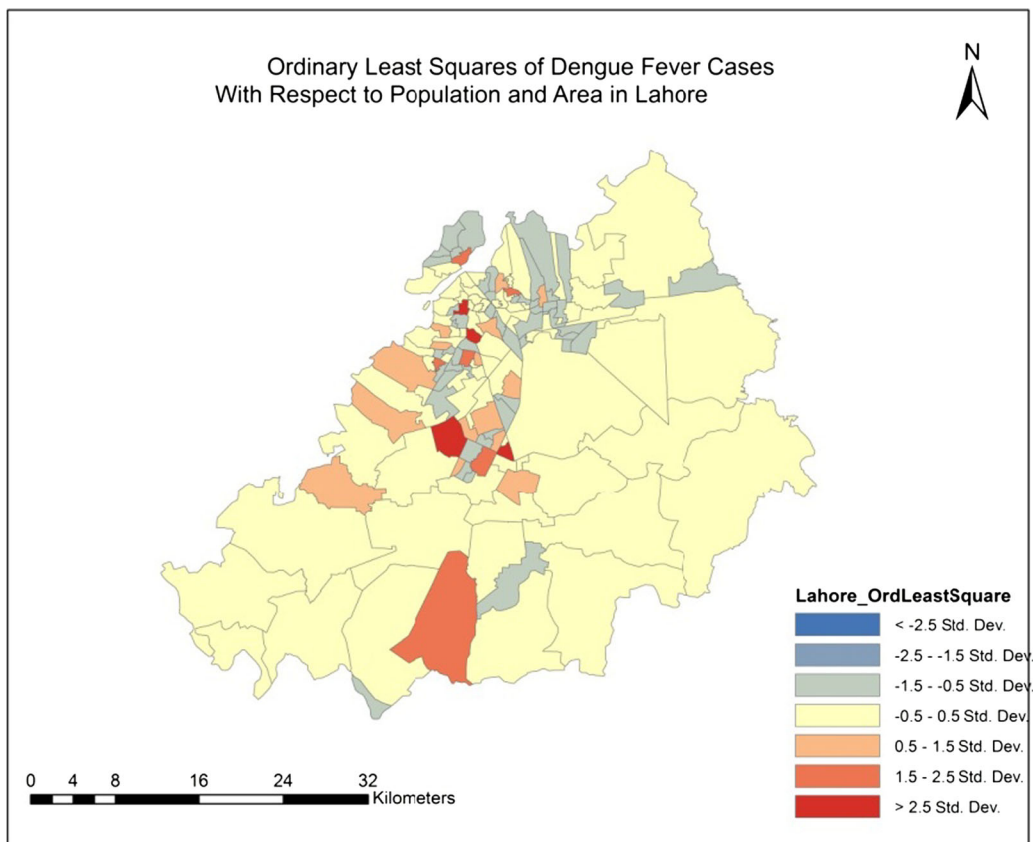 Ordinary Least Squares of Dengue Fever Cases
With Respect to Population and Area in Lahore
N
Lahore_OrdLeastSquare
< -2.5 Std. Dev.
-2.5 - -1.5 Std. Dev.
-1.5 - -0.5 Std. Dev.
-0.5 - 0.5 Std. Dev.
0.5 - 1.5 Std. Dev.
1.5 - 2.5 Std. Dev.
> 2.5 Std. Dev.
0 4 8 16 24 32
Kilometers